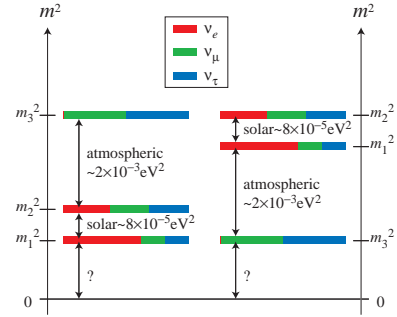 m²
m²
ν_e
ν_μ
ν_τ
m₃²
m₂²
solar~8×10⁻⁵eV²
m₁²
atmospheric
~2×10⁻³eV²
atmospheric
~2×10⁻³eV²
m₂²
solar~8×10⁻⁵eV²
m₁²
m₃²
?
?
0
0